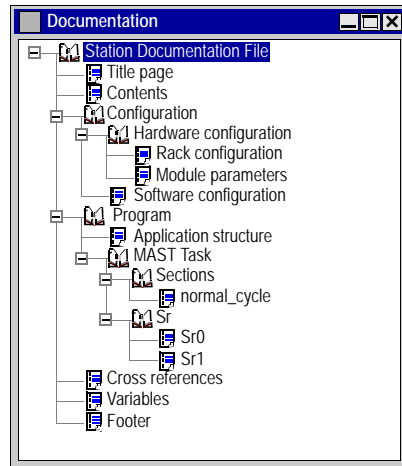 Documentation
Station Documentation File
Title page
Contents
Configuration
Hardware configuration
Rack configuration
Module parameters
Software configuration
Program
Application structure
MAST Task
Sections
normal_cycle
Sr
Sr0
Sr1
Cross references
Variables
Footer